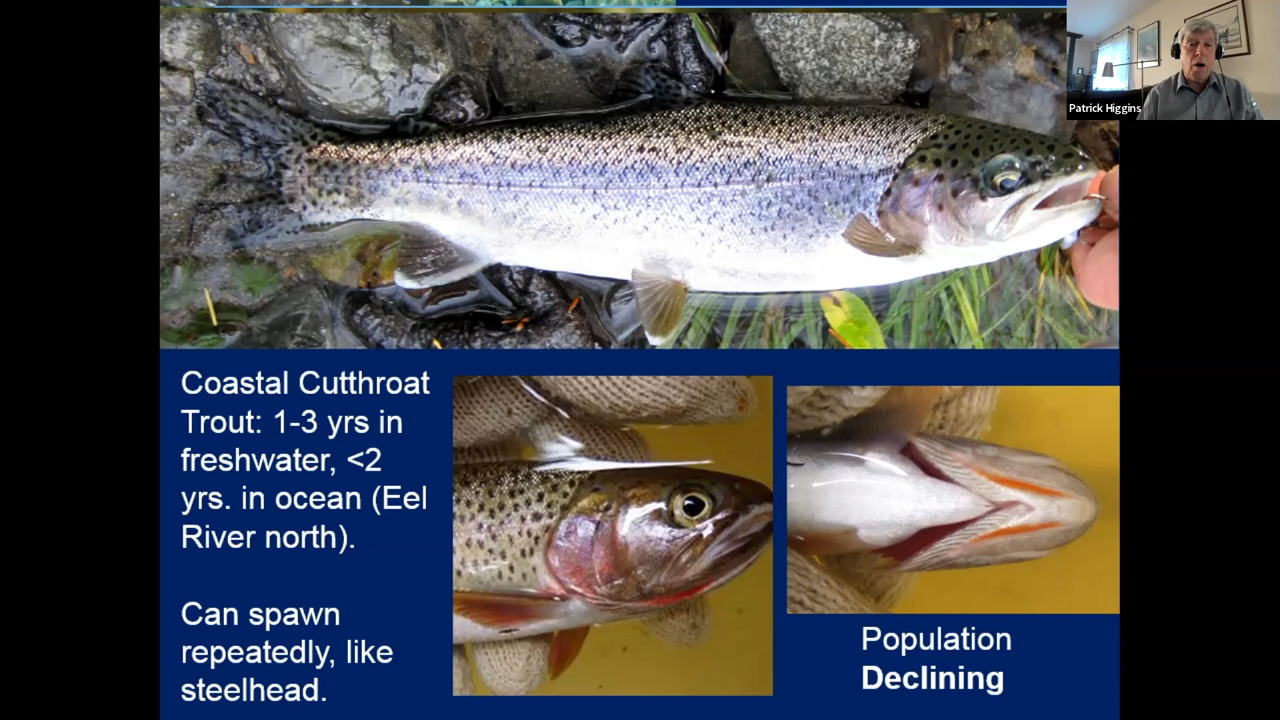 Patrick Higgins
Coastal Cutthroat
Trout: 1-3 yrs in
freshwater, <2
yrs. in ocean (Eel
River north).
Can spawn
repeatedly, like
steelhead.
Population
Declining